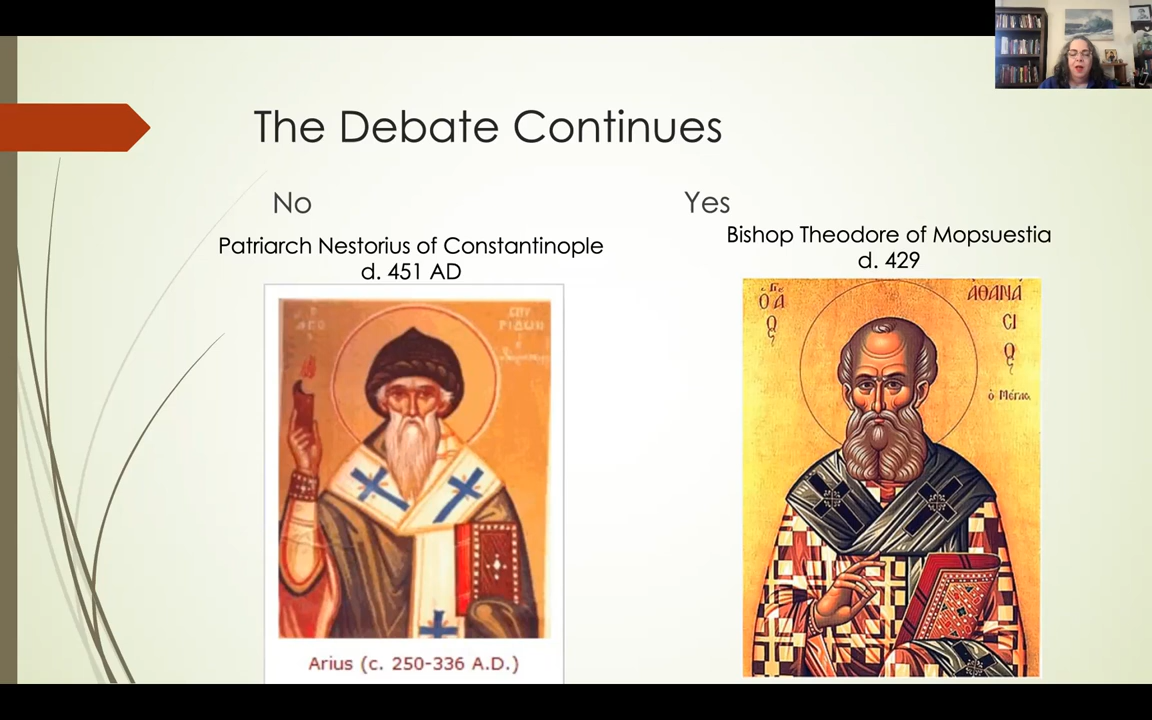 The Debate Continues
No
Patriarch Nestorius of Constantinople
d. 451 AD
Arius (c. 250-336 A.D.)
Yes
Bishop Theodore of Mopsuestia
d. 429
ΑΘΑΝΑ
CΙ
Ο
ὁ Μέγας